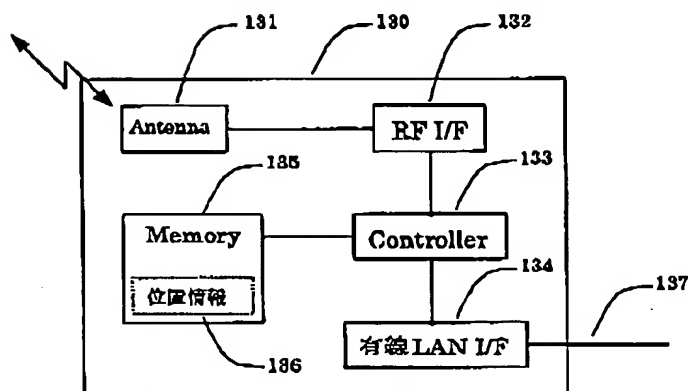 131
130
132
Antenna
RF I/F
135
133
Memory
Controller
134
137
位置情報
136
有線LAN I/F